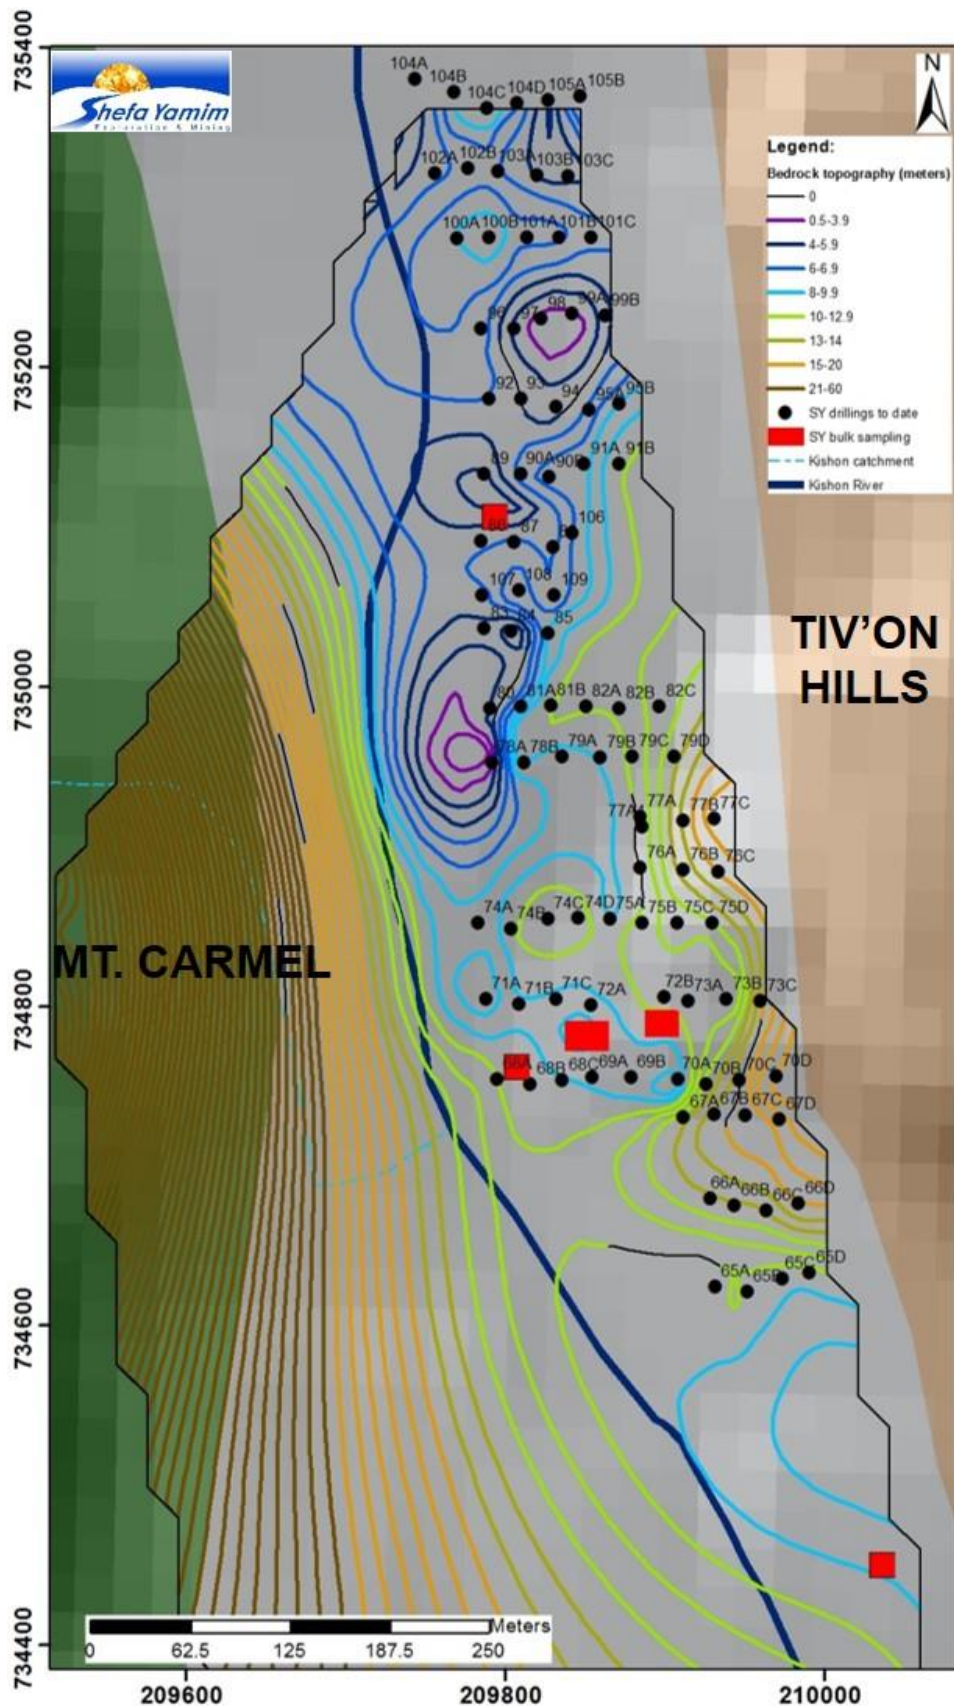 735400
Shefa Yamim
Exploration & Mining
104A
104B
104C
104D
105A
105B
N
Legend:
Bedrock topography (meters)
0
0.5-3.9
4-5.9
6-6.9
8-9.9
10-12.9
13-14
15-20
21-60
SY drillings to date
SY bulk sampling
Kishon catchment
Kishon River
102A
102B
103A
103B
103C
100A
100B
101A
101B
101C
96
97
98
99A
99B
735200
92
93
94
95A
95B
89
90A
90B
91A
91B
86
87
106
107
108
109
83
84
85
TIV'ON
HILLS
735000
80
81A
81B
82A
82B
82C
78A
78B
79A
79B
79C
79D
77A
77B
77C
76A
76B
76C
74A
74B
74C
74D
75A
75B
75C
75D
MT. CARMEL
734800
71A
71B
71C
72A
72B
73A
73B
73C
68A
68B
68C
69A
69B
70A
70B
70C
70D
67A
67B
67C
67D
66A
66B
66C
66D
65A
65B
65C
65D
734600
734400
Meters
0 62.5 125 187.5 250
209600 209800 210000